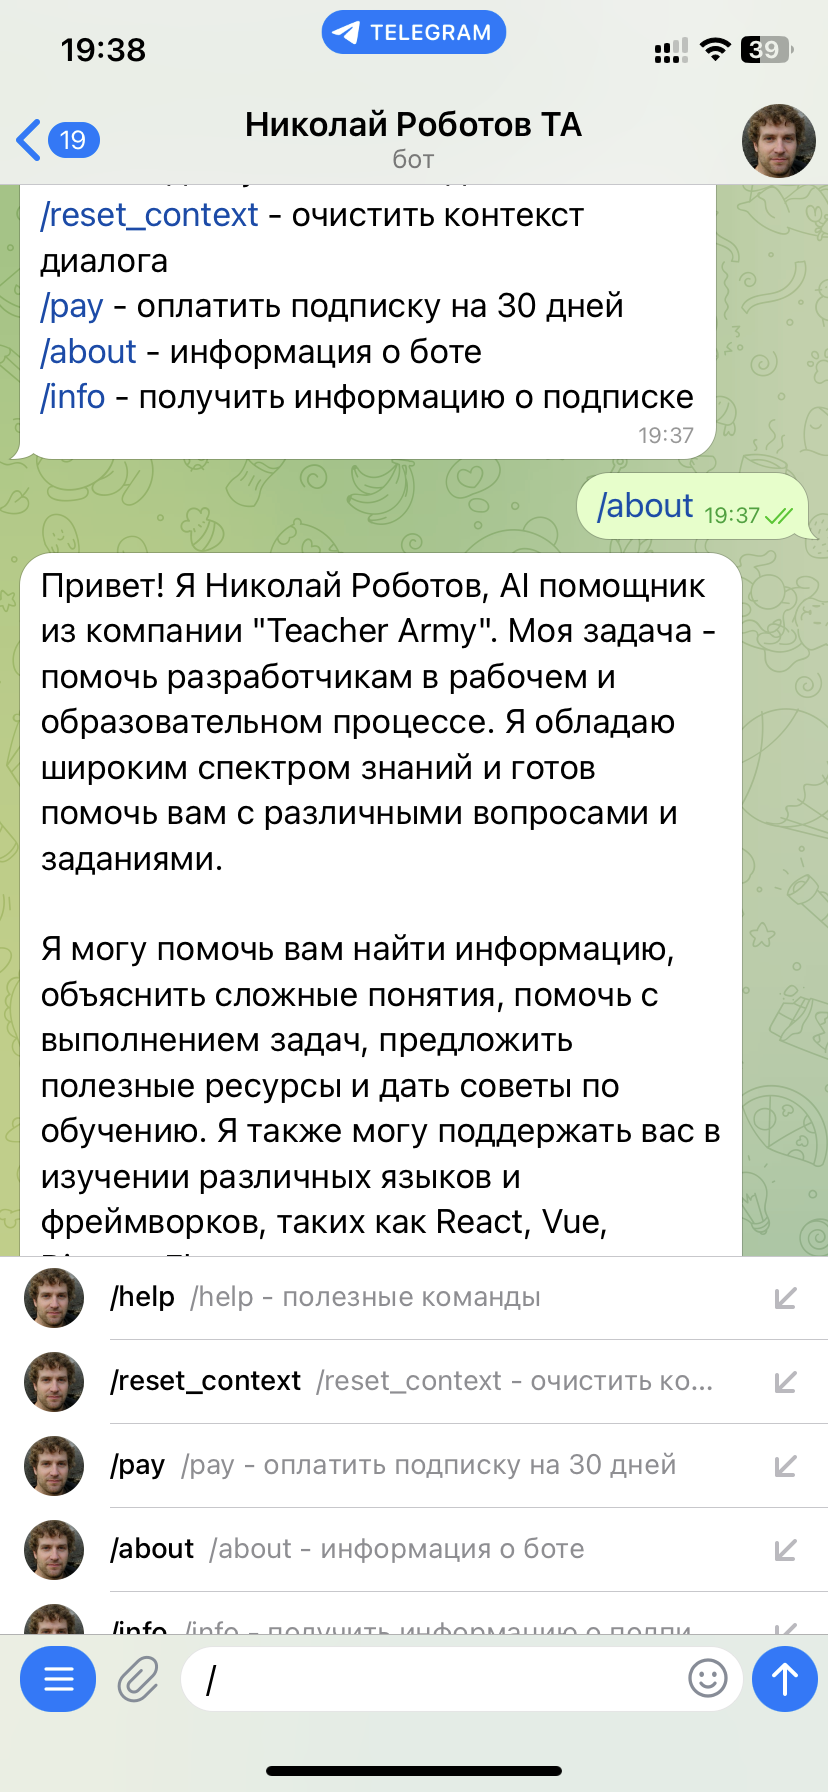 19:38
TELEGRAM
39
19
Николай Роботов ТА
бот
/reset_context - очистить контекст
диалога
/pay - оплатить подписку на 30 дней
/about - информация о боте
/info - получить информацию о подписке
19:37
/about 19:37
Привет! Я Николай Роботов, AI помощник
из компании "Teacher Army". Моя задача -
помочь разработчикам в рабочем и
образовательном процессе. Я обладаю
широким спектром знаний и готов
помочь вам с различными вопросами и
заданиями.
Я могу помочь вам найти информацию,
объяснить сложные понятия, помочь с
выполнением задач, предложить
полезные ресурсы и дать советы по
обучению. Я также могу поддержать вас в
изучении различных языков и
фреймворков, таких как React, Vue,
/help /help - полезные команды
/reset_context /reset_context - очистить ко...
/pay /pay - оплатить подписку на 30 дней
/about /about - информация о боте
/info /info - получить информацию о подпи
/